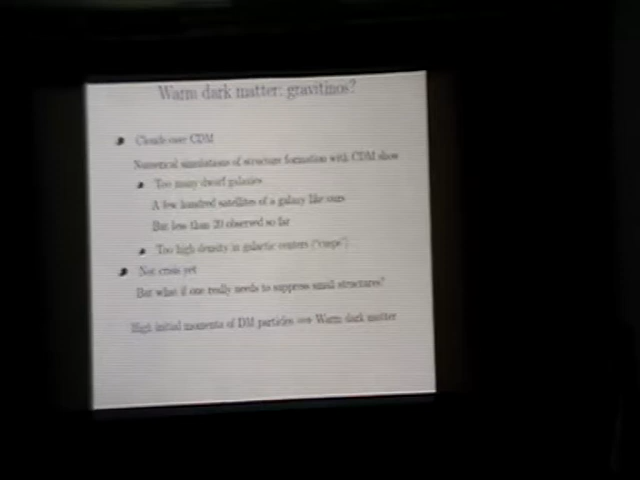 Warm dark matter: gravitinos?
Clouds over CDM
Numerical simulations of structure formation with CDM show
Too many dwarf galaxies
A few hundred satellites of a galaxy like ours
But less than 20 observed so far
Too high density in galactic centers ("cusps")
Not crisis yet
But what if one really needs to suppress small structures?
High initial momenta of DM particles ⟹ Warm dark matter